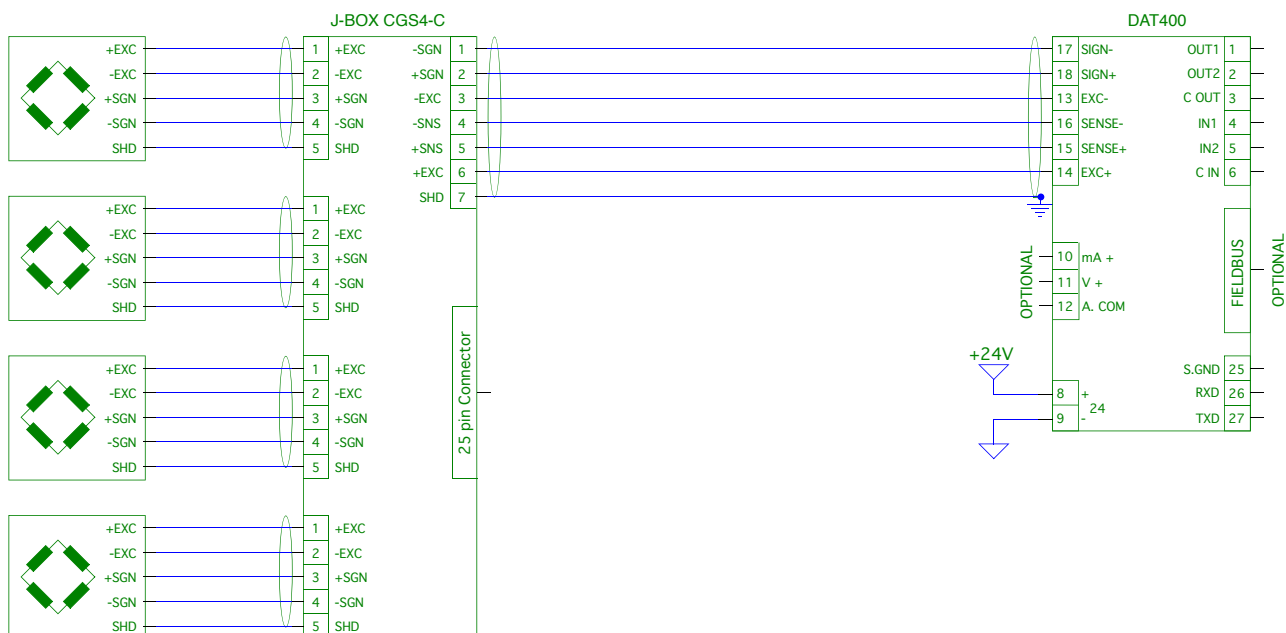 J-BOX CGS4-C
DAT400
+EXC 1 +EXC -SGN 1 17 SIGN- OUT1 1
-EXC 2 -EXC +SGN 2 18 SIGN+ OUT2 2
+SGN 3 +SGN -EXC 3 13 EXC- C OUT 3
-SGN 4 -SGN -SNS 4 16 SENSE- IN1 4
SHD 5 SHD +SNS 5 15 SENSE+ IN2 5
+EXC 6 14 EXC+ C IN 6
SHD 7
+EXC 1 +EXC
-EXC 2 -EXC
+SGN 3 +SGN
-SGN 4 -SGN
SHD 5 SHD
OPTIONAL
10 mA +
11 V +
12 A. COM
FIELDBUS
OPTIONAL
25 pin Connector
+24V
8 +
24
9 -
S.GND 25
RXD 26
TXD 27
+EXC 1 +EXC
-EXC 2 -EXC
+SGN 3 +SGN
-SGN 4 -SGN
SHD 5 SHD
+EXC 1 +EXC
-EXC 2 -EXC
+SGN 3 +SGN
-SGN 4 -SGN
SHD 5 SHD